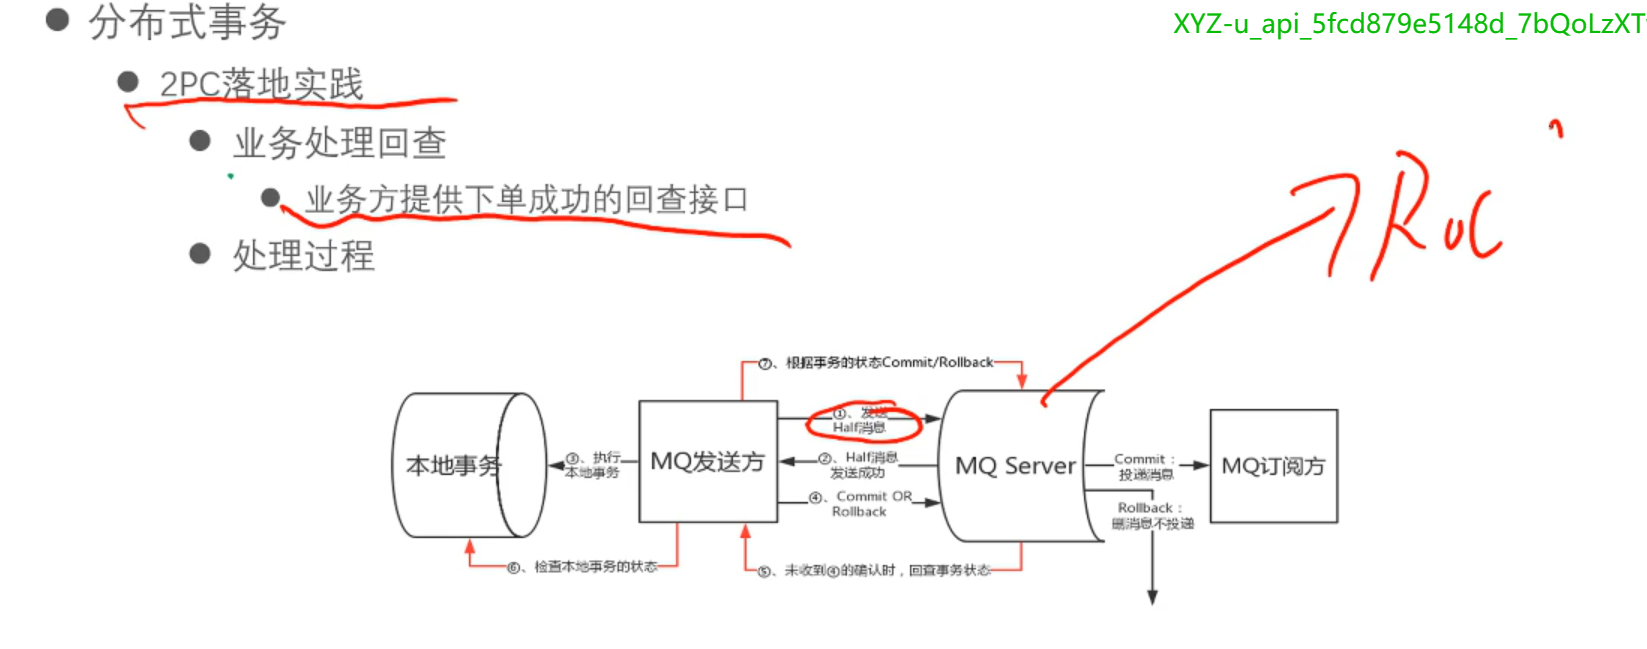 分布式事务
XYZ-u_api_5fcd879e5148d_7bQoLzXT
2PC落地实践
业务处理回查
业务方提供下单成功的回查接口
处理过程
⑦、根据事务的状态Commit/Rollback
①、发送
Half消息
本地事务
③、执行
本地事务
MQ发送方
②、Half消息
发送成功
MQ Server
Commit：
投递消息
MQ订阅方
④、Commit OR
Rollback
Rollback：
删消息不投递
⑥、检查本地事务的状态
⑤、未收到④的确认时，回查事务状态